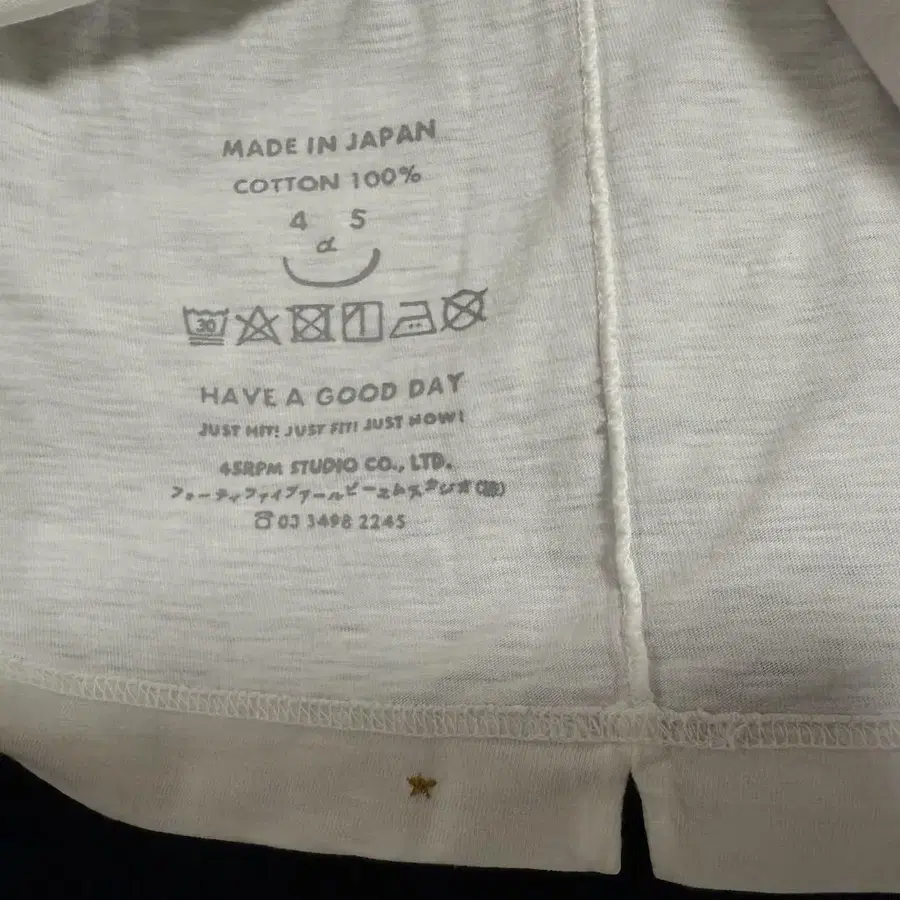 MADE IN JAPAN
COTTON 100%
4 5
d
30
HAVE A GOOD DAY
JUST HIT! JUST FIT! JUST NOW!
45RPM STUDIO CO., LTD.
フォーティファイブアールピーエムスタジオ(株)
☎03 3498 2245